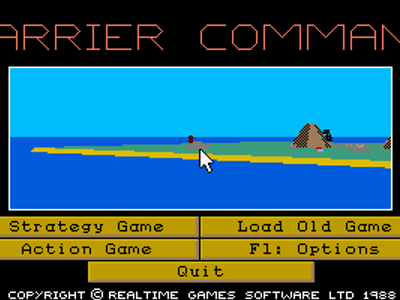 ARRIER COMMAN
Strategy Game
Load Old Game
Action Game
F1: Options
Quit
COPYRIGHT © REALTIME GAMES SOFTWARE LTD 1988